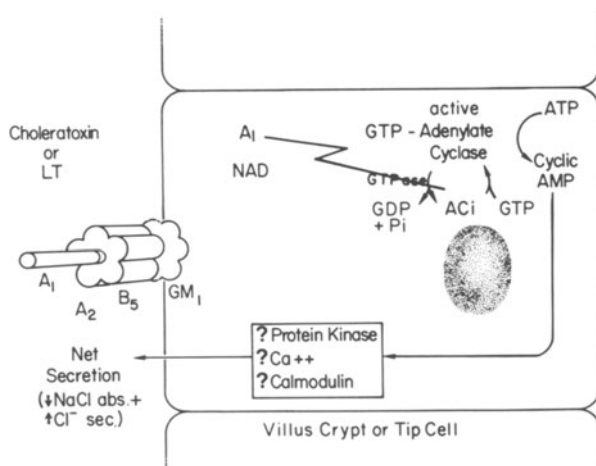 Choleratoxin
or
LT
A1
NAD
active
GTP - Adenylate
Cyclase
ATP
Cyclic
AMP
GTPase
GDP
+ Pi
ACi
GTP
A1
A2
B5
GM1
Net
Secretion
(↓NaCl abs.+
↑Cl⁻ sec.)
? Protein Kinase
? Ca ++
? Calmodulin
Villus Crypt or Tip Cell